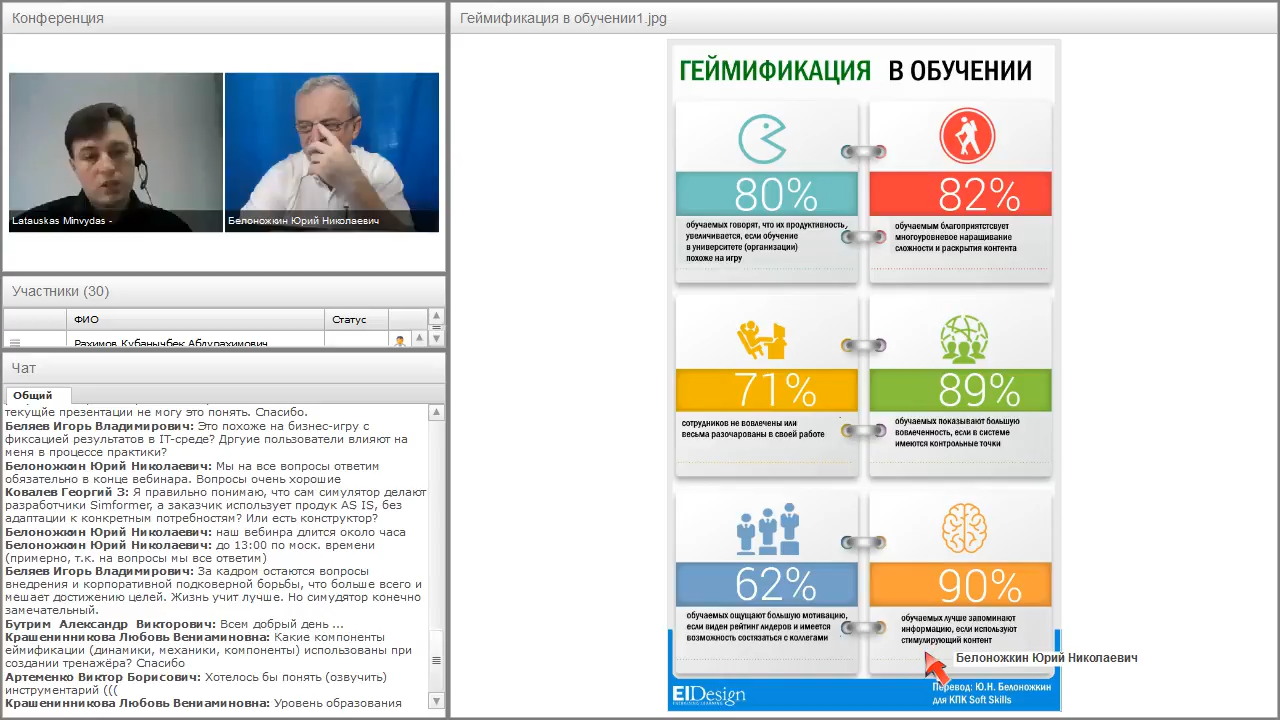 Конференция
Latauskas Minvydas -
Белоножкин Юрий Николаевич
Участники (30)
ФИО
Статус
Рахимов Кубанычбек Абдурахимович
Чат
Общий
текущие презентации не могу это понять. Спасибо.
Беляев Игорь Владимирович: Это похоже на бизнес-игру с
фиксацией результатов в IT-среде? Дргуке пользователи влияют на
меня в процессе практики?
Белоножкин Юрий Николаевич: Мы на все вопросы ответим
обязательно в конце вебинара. Вопросы очень хорошие
Ковалев Георгий З: Я правильно понимаю, что сам симулятор делают
разработчики Simformer, а заказчик использует продукт AS IS, без
адаптации к конкретным потребностям? Или есть конструктор?
Белоножкин Юрий Николаевич: наш вебинра длится около часа
Белоножкин Юрий Николаевич: до 13:00 по моск. времени
(примерно, т.к. на вопросы мы все ответим)
Беляев Игорь Владимирович: За кадром остаются вопросы
внедрения и корпоративной подковерной борьбы, что больше всего и
мешает достижению целей. Жизнь учит лучше. Но симудятор конечно
замечательный.
Бугрим Александр Викторович: Всем добрый день ...
Крашенинникова Любовь Вениаминовна: Какие компоненты
еймификации (динамики, механики, компоненты) использованы при
создании тренажёра? Спасибо
Артеменко Виктор Борисович: Хотелось бы понять (озвучить)
инструментарий (((
Крашенинникова Любовь Вениаминовна: Уровень образования
Геймификация в обучении1.jpg
ГЕЙМИФИКАЦИЯ В ОБУЧЕНИИ
80%
обучаемых говорят, что их продуктивность,
увеличивается, если обучение
в университете (организации)
похоже на игру
82%
обучаемым благоприятстсвует
многоуровневое наращивание
сложности и раскрытия контента
71%
сотрудников не вовлечены или
весьма разочарованы в своей работе
89%
обучаемых показывают большую
вовлеченность, если в системе
имеются контрольные точки
62%
обучаемых ощущают большую мотивацию,
если виден рейтинг лидеров и имеется
возможность состязаться с коллегами
90%
обучаемых лучше запоминают
информацию, если используют
стимулирующий контент
Белоножкин Юрий Николаевич
EIDesign
Перевод: Ю.Н. Белоножкин
для КПК Soft Skills